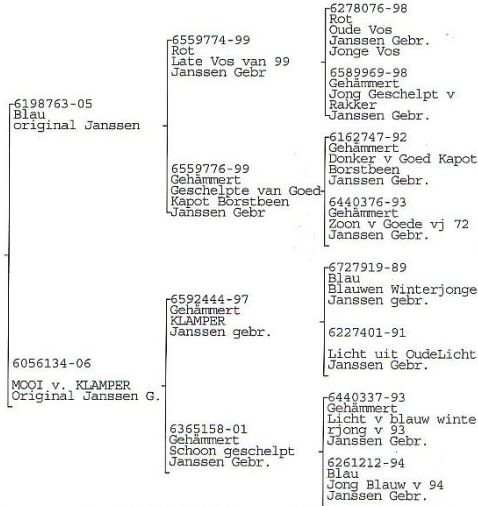 6198763-05
Blau
original Janssen
6056134-06
MOOI v. KLAMPER
Original Janssen G.
6559774-99
Rot
Late Vos van 99
Janssen Gebr
6559776-99
Gehämmert
Geschelpte van Goed
Kapot Borstbeen
Janssen Gebr
6592444-97
Gehämmert
KLAMPER
Janssen gebr.
6365158-01
Gehämmert
Schoon geschelpt
Janssen Gebr.
6278076-98
Rot
Oude Vos
Janssen Gebr.
Jonge Vos
6589969-98
Gehämmert
Jong Geschelpt v
Rakker
Janssen Gebr.
6162747-92
Gehämmert
Donker v Goed Kapot
Borstbeen
Janssen Gebr.
6440376-93
Gehämmert
Zoon v Goede vj 72
Janssen Gebr.
6727919-89
Blau
Blauwen Winterjonge
Janssen gebr.
6227401-91
Licht uit OudeLicht
Janssen Gebr.
6440337-93
Gehämmert
Licht v blauw winte
rjong v 93
Janssen Gebr.
6261212-94
Blau
Jong Blauw v 94
Janssen Gebr.